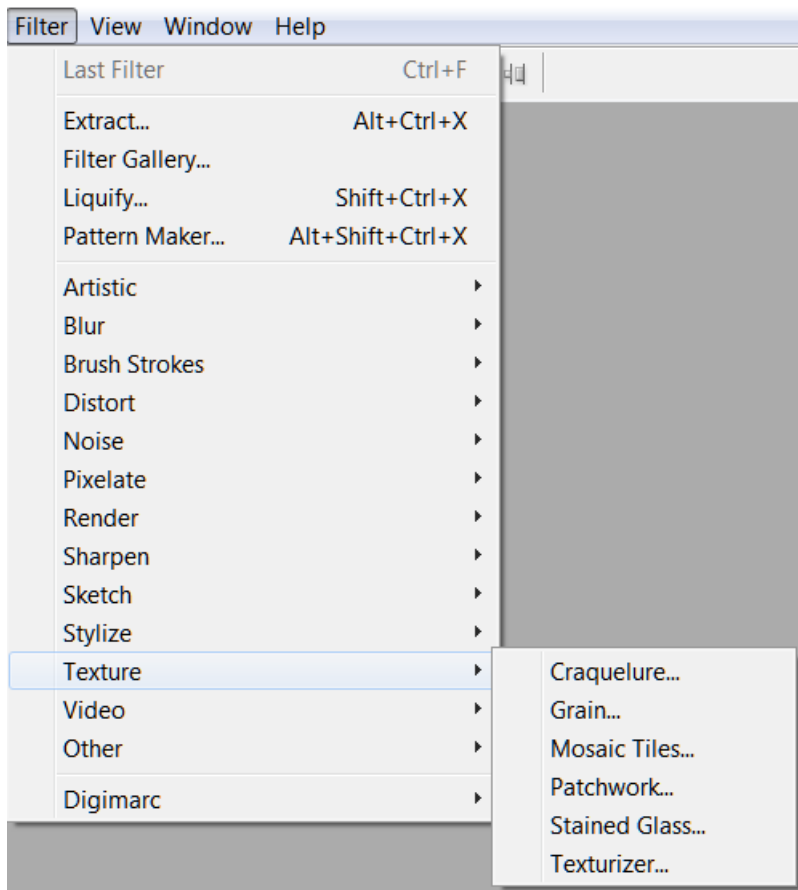 Filter View Window Help
Last Filter Ctrl+F
Extract... Alt+Ctrl+X
Filter Gallery...
Liquify... Shift+Ctrl+X
Pattern Maker... Alt+Shift+Ctrl+X
Artistic
Blur
Brush Strokes
Distort
Noise
Pixelate
Render
Sharpen
Sketch
Stylize
Texture
Video
Other
Digimarc
Craquelure...
Grain...
Mosaic Tiles...
Patchwork...
Stained Glass...
Texturizer...